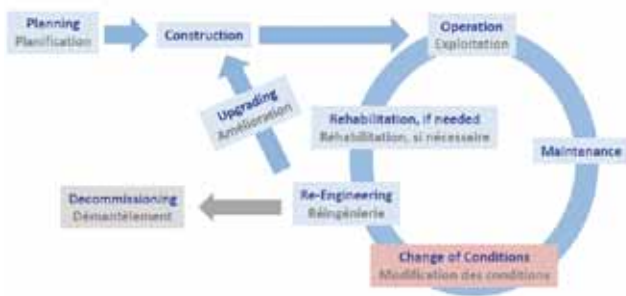 Planning
Planification
Construction
Operation
Exploitation
Upgrading
Amélioration
Rehabilitation, if needed
Réhabilitation, si nécessaire
Maintenance
Re-Engineering
Réingénierie
Decommissioning
Démantèlement
Change of Conditions
Modification des conditions